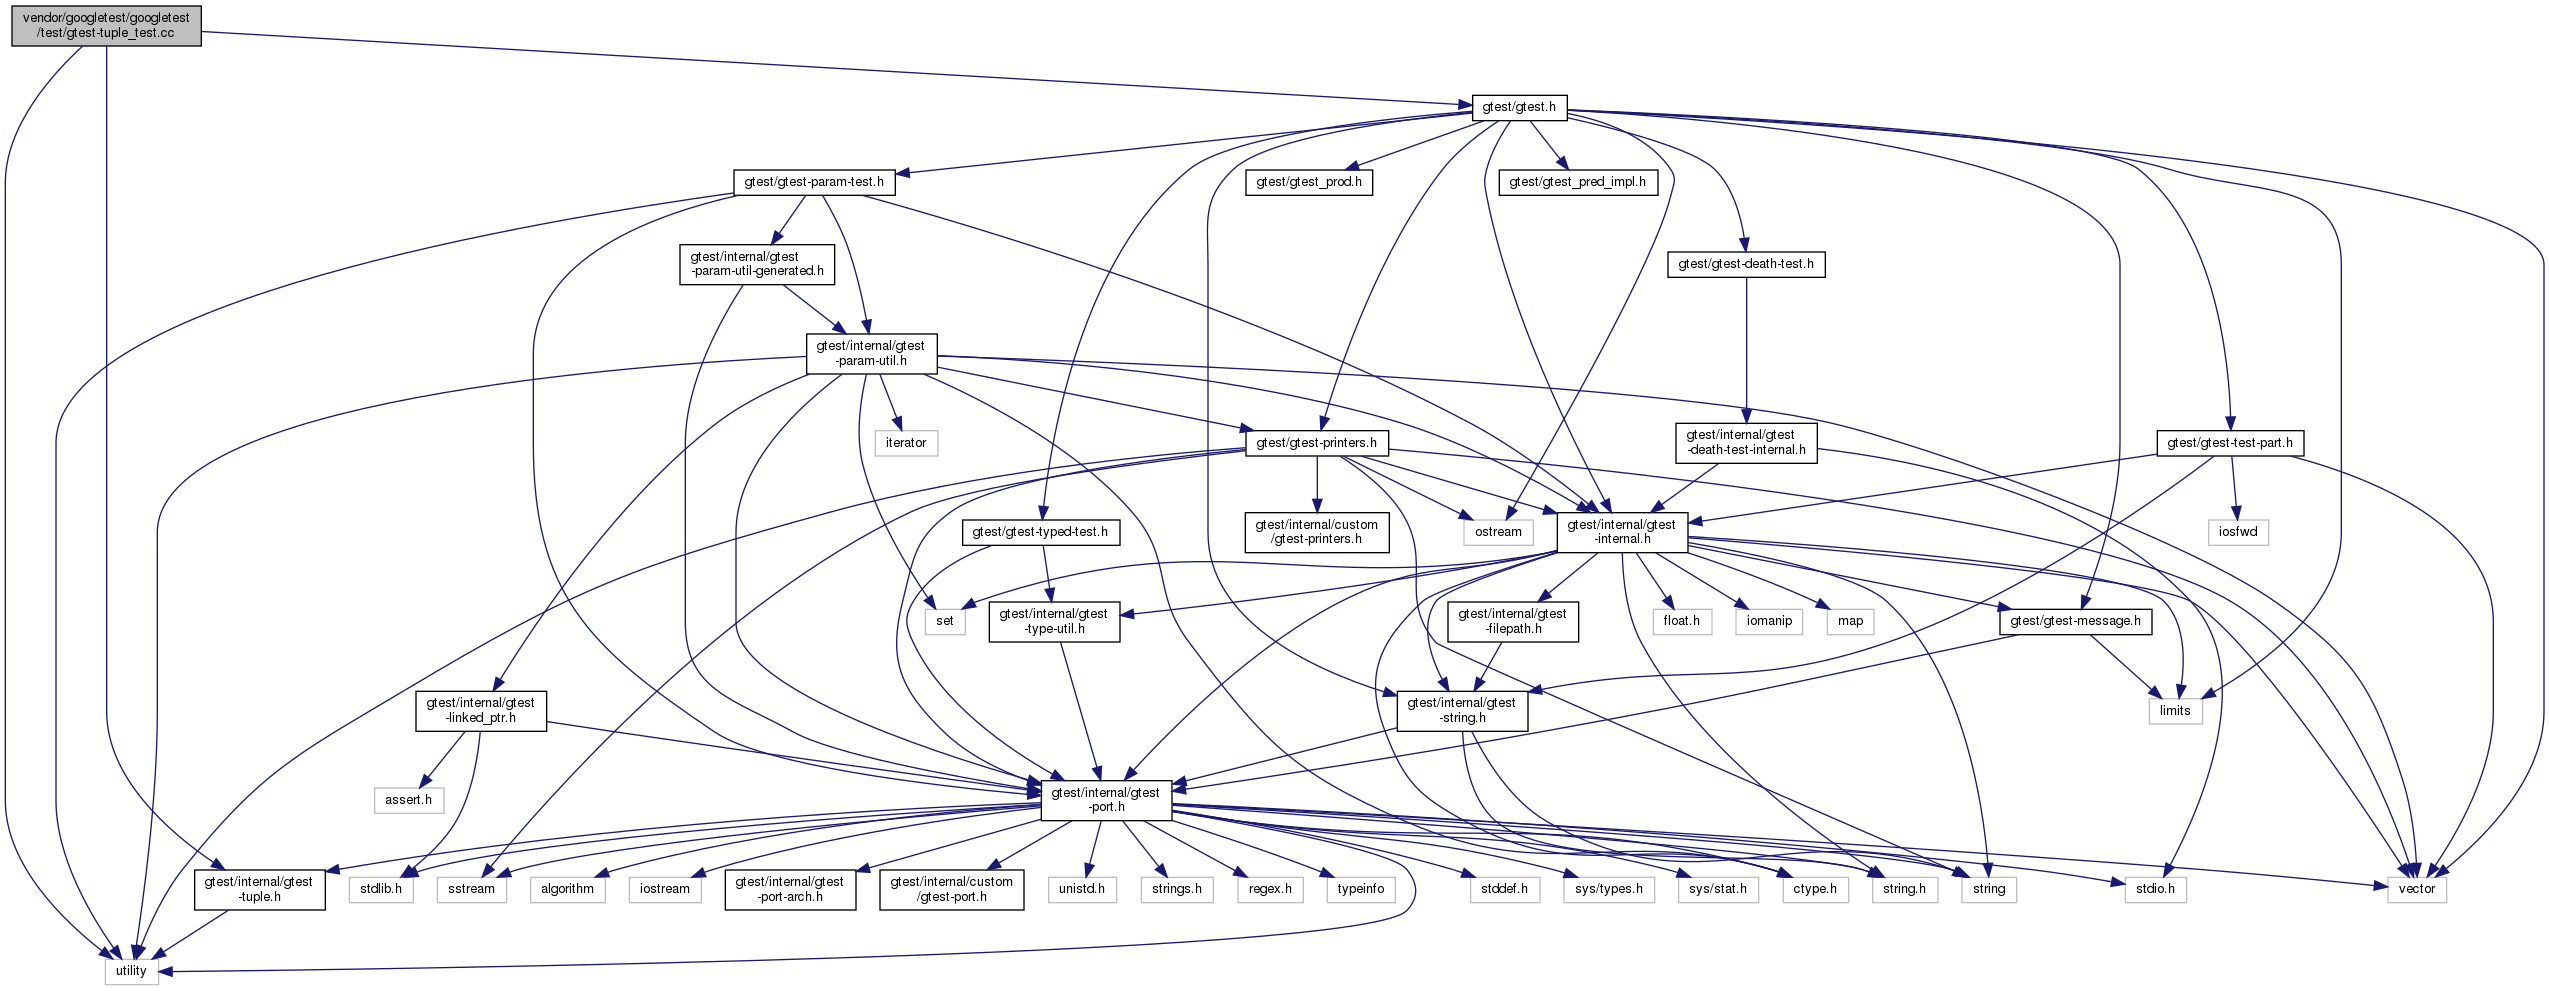 vendor/googletest/googletest
/test/gtest-tuple_test.cc
gtest/gtest.h
gtest/gtest-param-test.h
gtest/gtest_prod.h
gtest/gtest_pred_impl.h
gtest/internal/gtest
-param-util-generated.h
gtest/gtest-death-test.h
gtest/internal/gtest
-param-util.h
iterator
gtest/gtest-printers.h
gtest/internal/gtest
-death-test-internal.h
gtest/gtest-test-part.h
gtest/gtest-typed-test.h
gtest/internal/custom
/gtest-printers.h
ostream
gtest/internal/gtest
-internal.h
iosfwd
set
gtest/internal/gtest
-type-util.h
gtest/internal/gtest
-filepath.h
float.h
iomanip
map
gtest/gtest-message.h
gtest/internal/gtest
-linked_ptr.h
gtest/internal/gtest
-string.h
limits
assert.h
gtest/internal/gtest
-port.h
gtest/internal/gtest
-tuple.h
stdlib.h
sstream
algorithm
iostream
gtest/internal/gtest
-port-arch.h
gtest/internal/custom
/gtest-port.h
unistd.h
strings.h
regex.h
typeinfo
stddef.h
sys/types.h
sys/stat.h
ctype.h
string.h
string
stdio.h
vector
utility